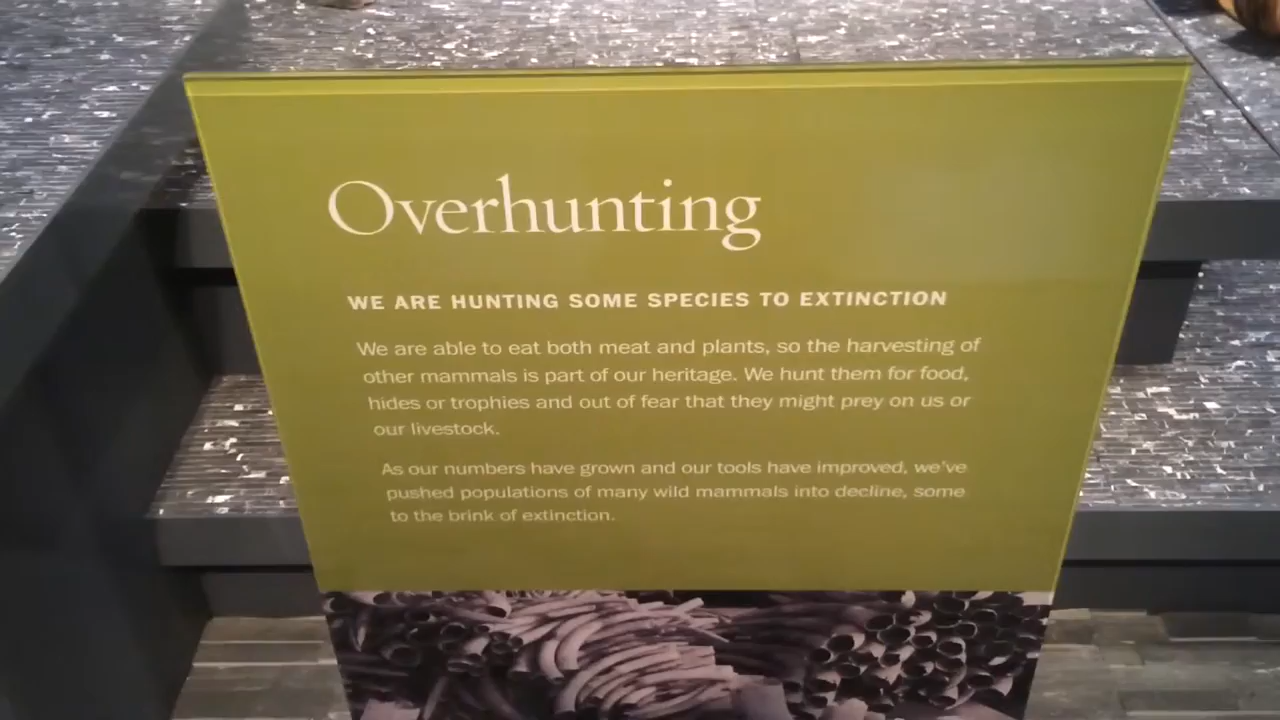 Overhunting
WE ARE HUNTING SOME SPECIES TO EXTINCTION
We are able to eat both meat and plants, so the harvesting of
other mammals is part of our heritage. We hunt them for food,
hides or trophies and out of fear that they might prey on us or
our livestock.
As our numbers have grown and our tools have improved, we've
pushed populations of many wild mammals into decline, some
to the brink of extinction.